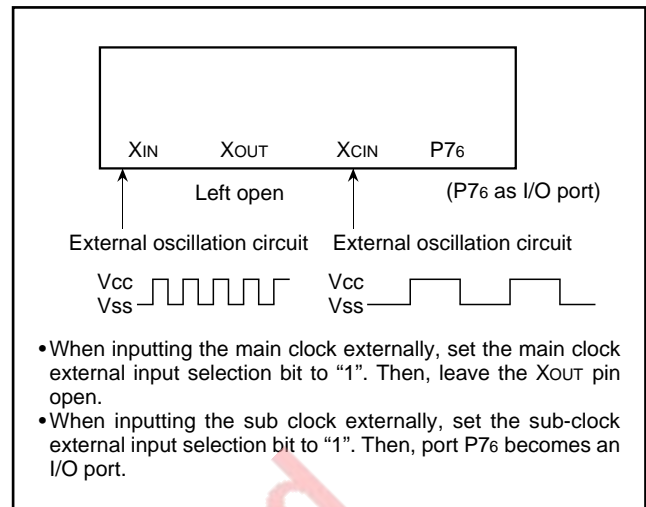 XIN XOUT XCIN P76
Left open (P76 as I/O port)
External oscillation circuit External oscillation circuit
Vcc Vcc
Vss Vss
•When inputting the main clock externally, set the main clock
external input selection bit to “1”. Then, leave the XOUT pin
open.
•When inputting the sub clock externally, set the sub-clock
external input selection bit to “1”. Then, port P76 becomes an
I/O port.